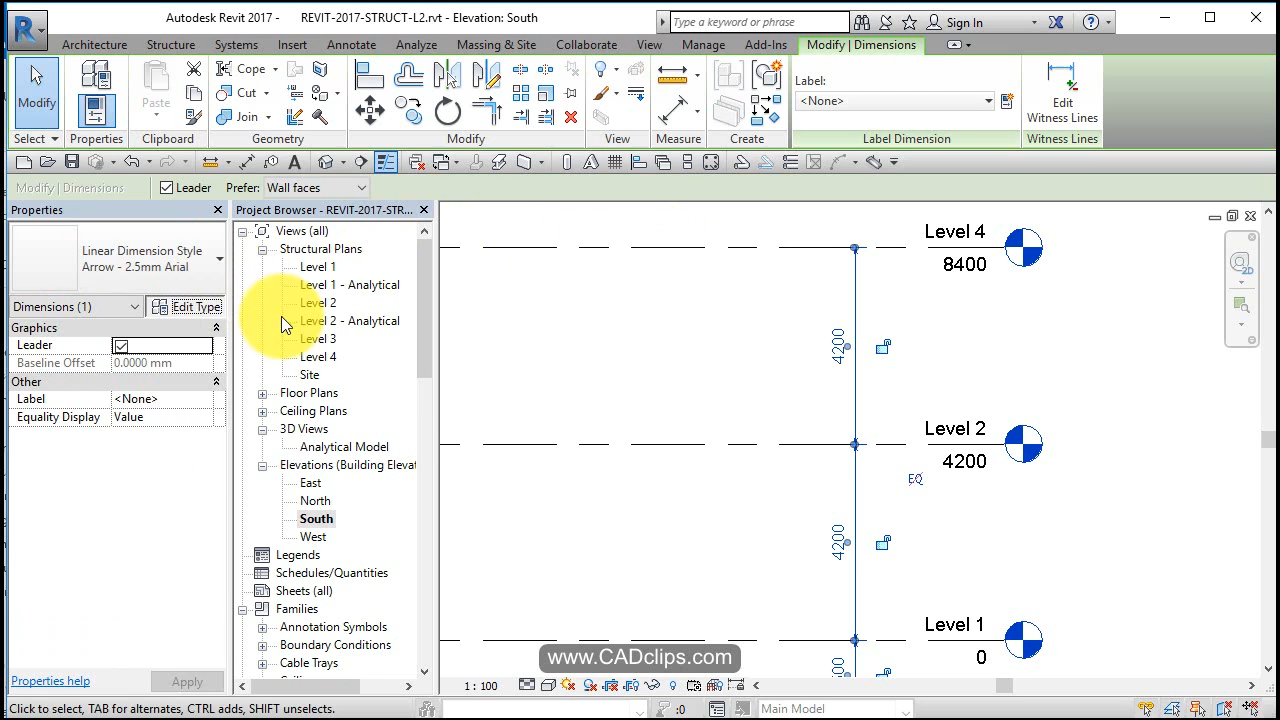 Autodesk Revit 2017 - REVIT-2017-STRUCT-L2.rvt - Elevation: South
Type a keyword or phrase
Sign In
Architecture Structure Systems Insert Annotate Analyze Massing & Site Collaborate View Manage Add-Ins Modify | Dimensions
Modify
Select
Properties
Paste
Clipboard
Cope
Cut
Join
Geometry
Modify
View
Measure
Create
Label:
<None>
Label Dimension
Edit
Witness Lines
Witness Lines
Modify | Dimensions Leader Prefer: Wall faces
Properties
Linear Dimension Style
Arrow - 2.5mm Arial
Dimensions (1) Edit Type
Graphics
Leader
Baseline Offset 0.0000 mm
Other
Label <None>
Equality Display Value
Properties help Apply
Project Browser - REVIT-2017-STR...
Views (all)
Structural Plans
Level 1
Level 1 - Analytical
Level 2
Level 2 - Analytical
Level 3
Level 4
Site
Floor Plans
Ceiling Plans
3D Views
Analytical Model
Elevations (Building Elevat
East
North
South
West
Legends
Schedules/Quantities
Sheets (all)
Families
Annotation Symbols
Boundary Conditions
Cable Trays
Level 4
8400
4200
Level 2
4200
EQ
4200
Level 1
0
2D
www.CADclips.com
1 : 100
Click to select, TAB for alternates, CTRL adds, SHIFT unselects.
:0
Main Model